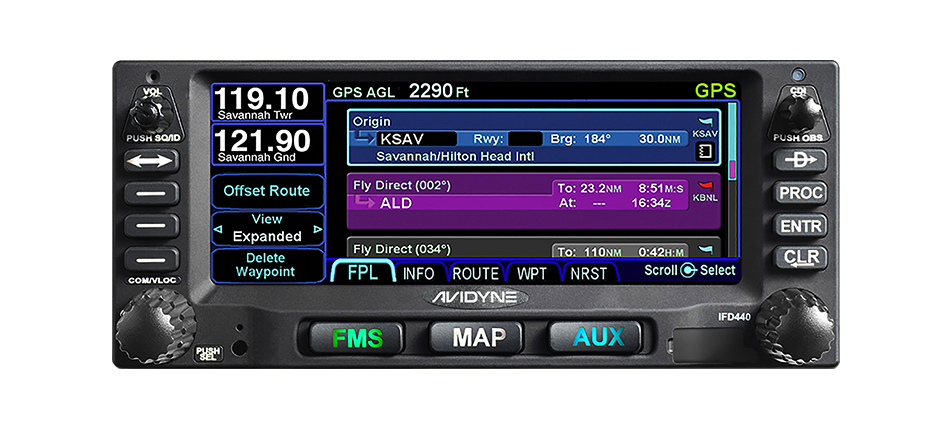 VOL
PUSH SQ/ID
COM/VLOC
PUSH
SEL
119.10
Savannah Twr
121.90
Savannah Gnd
Offset Route
View
Expanded
Delete
Waypoint
GPS AGL 2290 Ft GPS
Origin
KSAV Rwy: Brg: 184° 30.0NM
Savannah/Hilton Head Intl
KSAV
Fly Direct (002°) To: 23.2NM 8:51M:S
ALD At: --- 16:34Z
KBNL
Fly Direct (034°) To: 110NM 0:42H:M
FPL INFO ROUTE WPT NRST Scroll Select
CDI
PUSH OBS
D
PROC
ENTR
CLR
AVIDYNE
IFD440
FMS MAP AUX